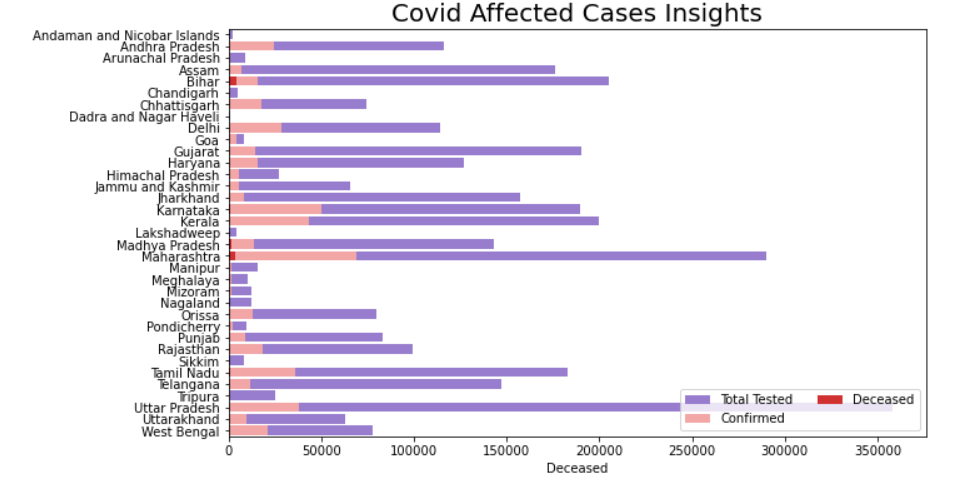 Covid Affected Cases Insights
Andaman and Nicobar Islands
Andhra Pradesh
Arunachal Pradesh
Assam
Bihar
Chandigarh
Chhattisgarh
Dadra and Nagar Haveli
Delhi
Goa
Gujarat
Haryana
Himachal Pradesh
Jammu and Kashmir
Jharkhand
Karnataka
Kerala
Lakshadweep
Madhya Pradesh
Maharashtra
Manipur
Meghalaya
Mizoram
Nagaland
Orissa
Pondicherry
Punjab
Rajasthan
Sikkim
Tamil Nadu
Telangana
Tripura
Uttar Pradesh
Uttarakhand
West Bengal
Total Tested Deceased
Confirmed
0 50000 100000 150000 200000 250000 300000 350000
Deceased